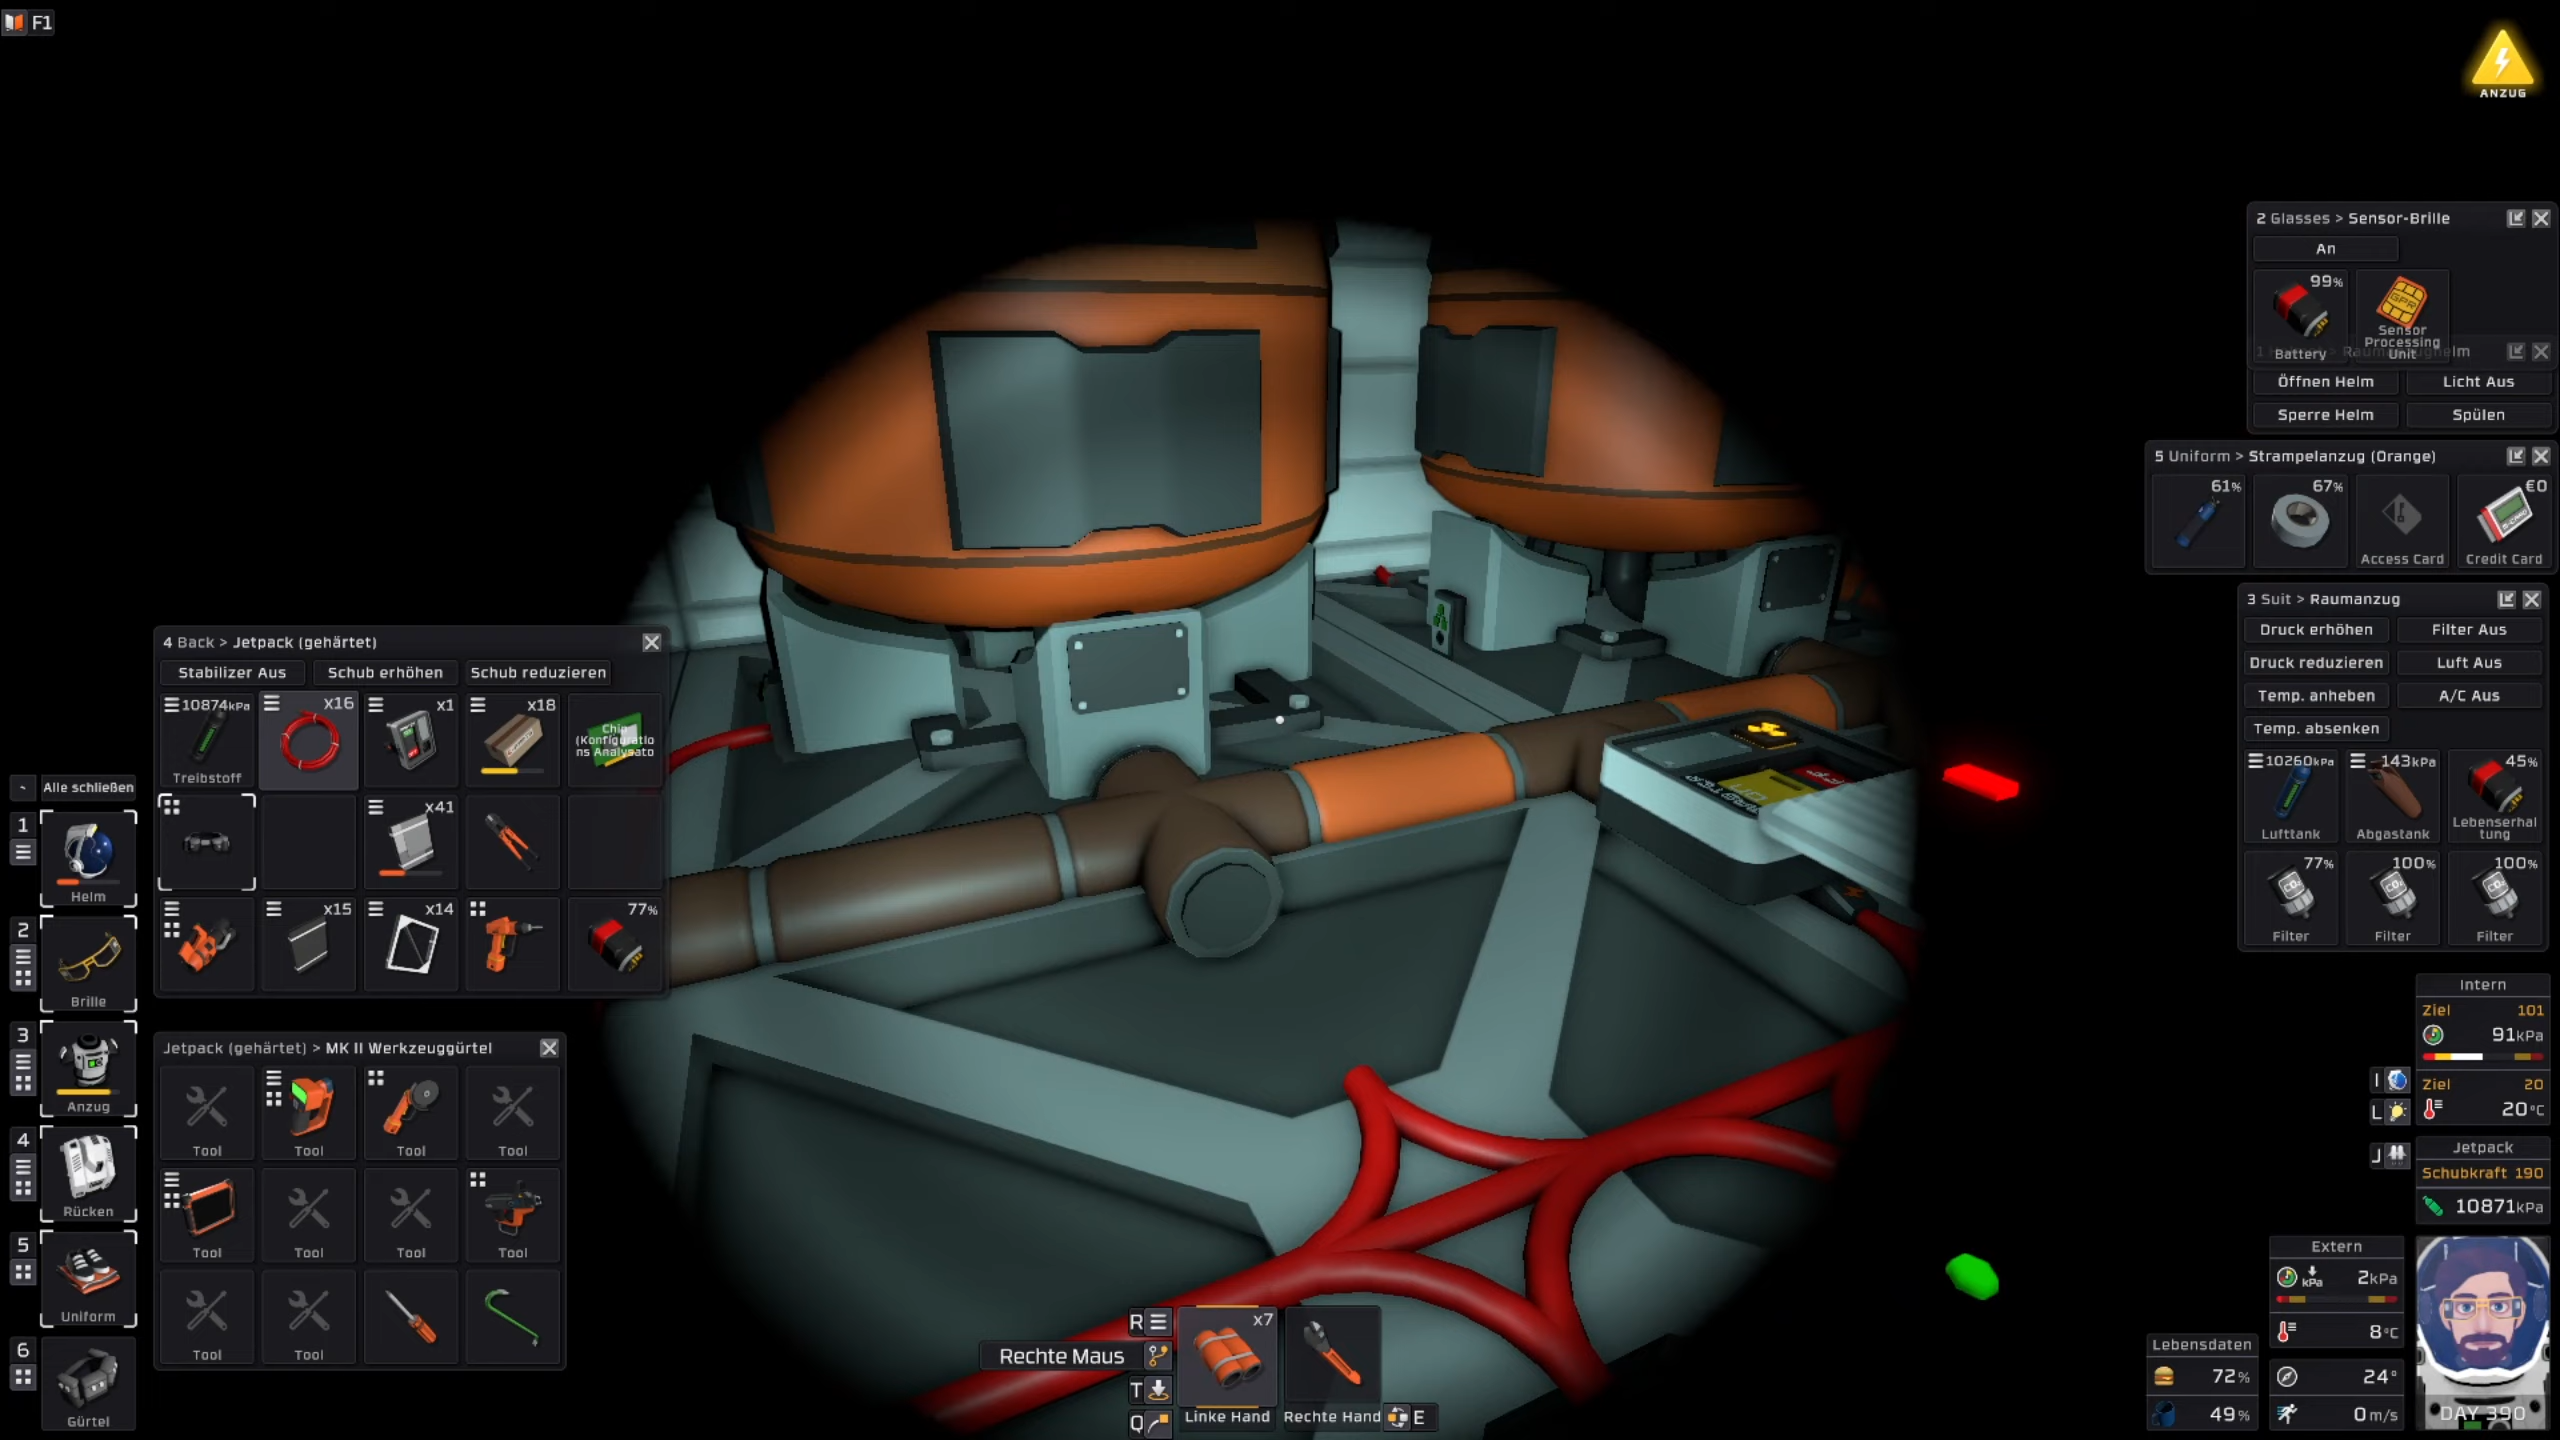 F1
ANZUG
2 Glasses > Sensor-Brille
An
99%
Battery
Sensor Processing Unit
Öffnen Helm
Licht Aus
Sperre Helm
Spülen
5 Uniform > Strampelanzug (Orange)
61%
67%
€0
Access Card
Credit Card
3 Suit > Raumanzug
Druck erhöhen
Filter Aus
Druck reduzieren
Luft Aus
Temp. anheben
A/C Aus
Temp. absenken
10260kPa
143kPa
45%
Lufttank
Abgastank
Lebenserhal
tung
77%
100%
100%
Filter
Filter
Filter
4 Back > Jetpack (gehärtet)
Stabilizer Aus
Schub erhöhen
Schub reduzieren
10874kPa
x16
x1
x18
Chip
(Konfiguratio
ns Analysato
Treibstoff
x41
x15
x14
77%
Jetpack (gehärtet) > MK II Werkzeuggürtel
Tool
Tool
Tool
Tool
Tool
Tool
Tool
Tool
Tool
Tool
-
Alle schließen
1
Helm
2
Brille
3
Anzug
4
Rücken
5
Uniform
6
Gürtel
Intern
Ziel 101
91kPa
Ziel 20
20°C
I
L
J
Jetpack
Schubkraft 190
10871kPa
Extern
kPa
2kPa
8°C
24°
0m/s
Lebensdaten
72%
49%
DAY 390
R
x7
Rechte Maus
T
Q
Linke Hand
Rechte Hand
E